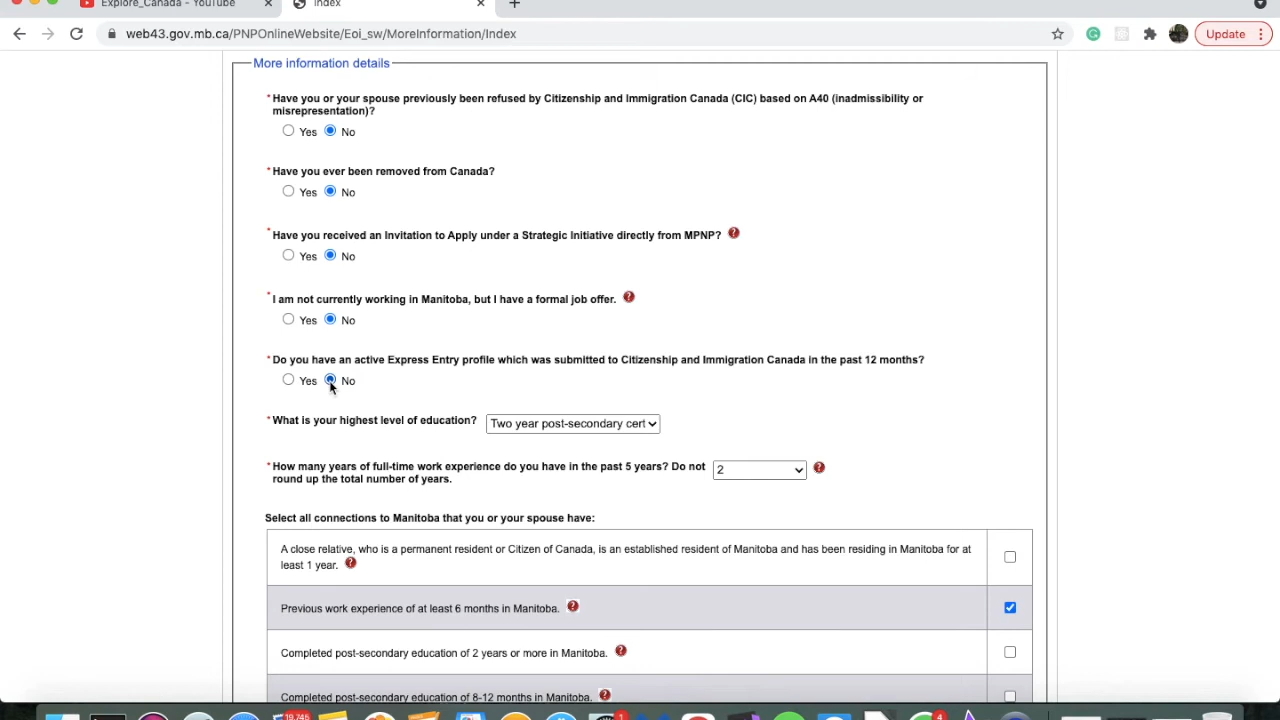 Explore_Canada - YouTube
Index
web43.gov.mb.ca/PNPOnlineWebsite/Eoi_sw/MoreInformation/Index
Update
More information details
*Have you or your spouse previously been refused by Citizenship and Immigration Canada (CIC) based on A40 (inadmissibility or
misrepresentation)?
Yes No
*Have you ever been removed from Canada?
Yes No
*Have you received an Invitation to Apply under a Strategic Initiative directly from MPNP? ?
Yes No
*I am not currently working in Manitoba, but I have a formal job offer. ?
Yes No
*Do you have an active Express Entry profile which was submitted to Citizenship and Immigration Canada in the past 12 months?
Yes No
*What is your highest level of education? Two year post-secondary cert
*How many years of full-time work experience do you have in the past 5 years? Do not 2 ?
round up the total number of years.
Select all connections to Manitoba that you or your spouse have:
A close relative, who is a permanent resident or Citizen of Canada, is an established resident of Manitoba and has been residing in Manitoba for at
least 1 year. ?
Previous work experience of at least 6 months in Manitoba. ?
Completed post-secondary education of 2 years or more in Manitoba. ?
Completed post-secondary education of 8-12 months in Manitoba. ?
19,745 1 4